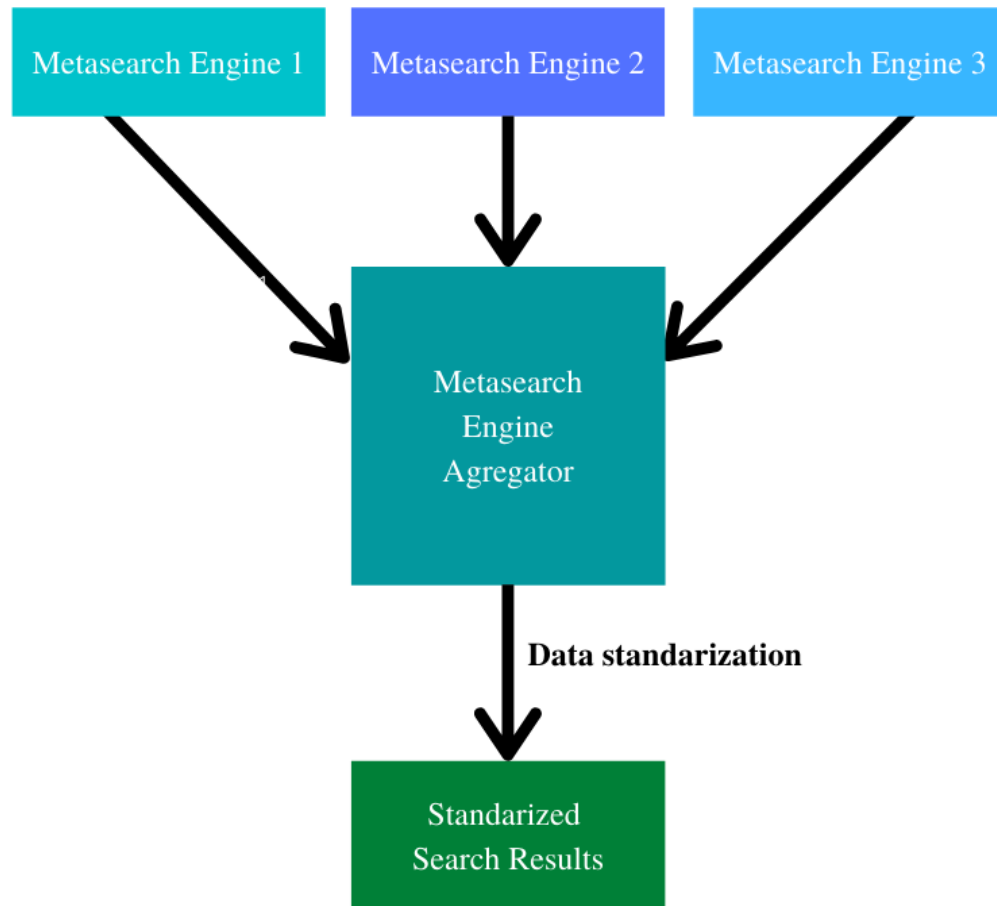 Metasearch Engine 1
Metasearch Engine 2
Metasearch Engine 3
Metasearch
Engine
Agregator
Data standarization
Standarized
Search Results